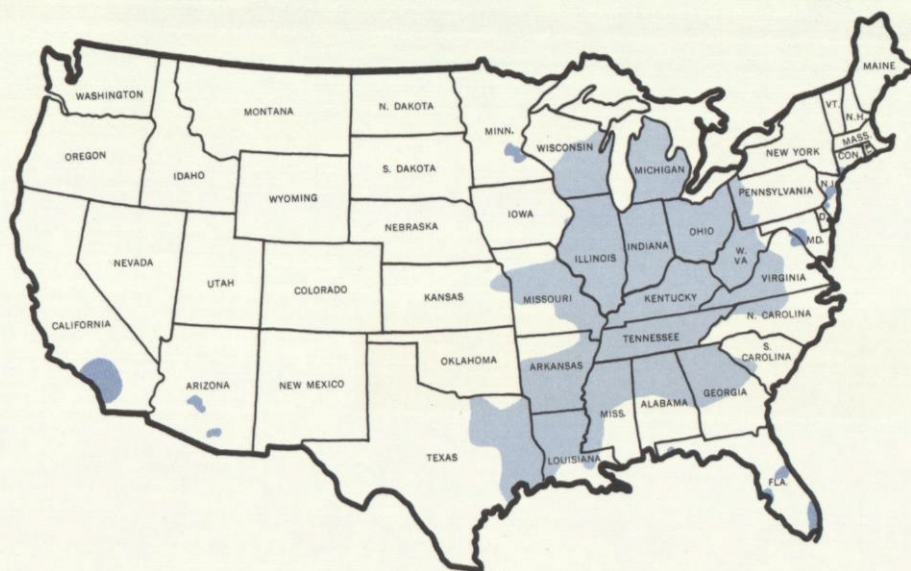 WASHINGTON
OREGON
IDAHO
MONTANA
WYOMING
NEVADA
UTAH
COLORADO
CALIFORNIA
ARIZONA
NEW MEXICO
N. DAKOTA
S. DAKOTA
NEBRASKA
KANSAS
OKLAHOMA
TEXAS
MINN.
IOWA
MISSOURI
ARKANSAS
LOUISIANA
WISCONSIN
ILLINOIS
MICHIGAN
INDIANA
OHIO
KENTUCKY
TENNESSEE
MISS.
ALABAMA
GEORGIA
FLA.
S.
CAROLINA
N. CAROLINA
VIRGINIA
W.
VA
MD.
PENNSYLVANIA
N.J.
NEW YORK
CON.
MASS.
VT.
N.H.
MAINE